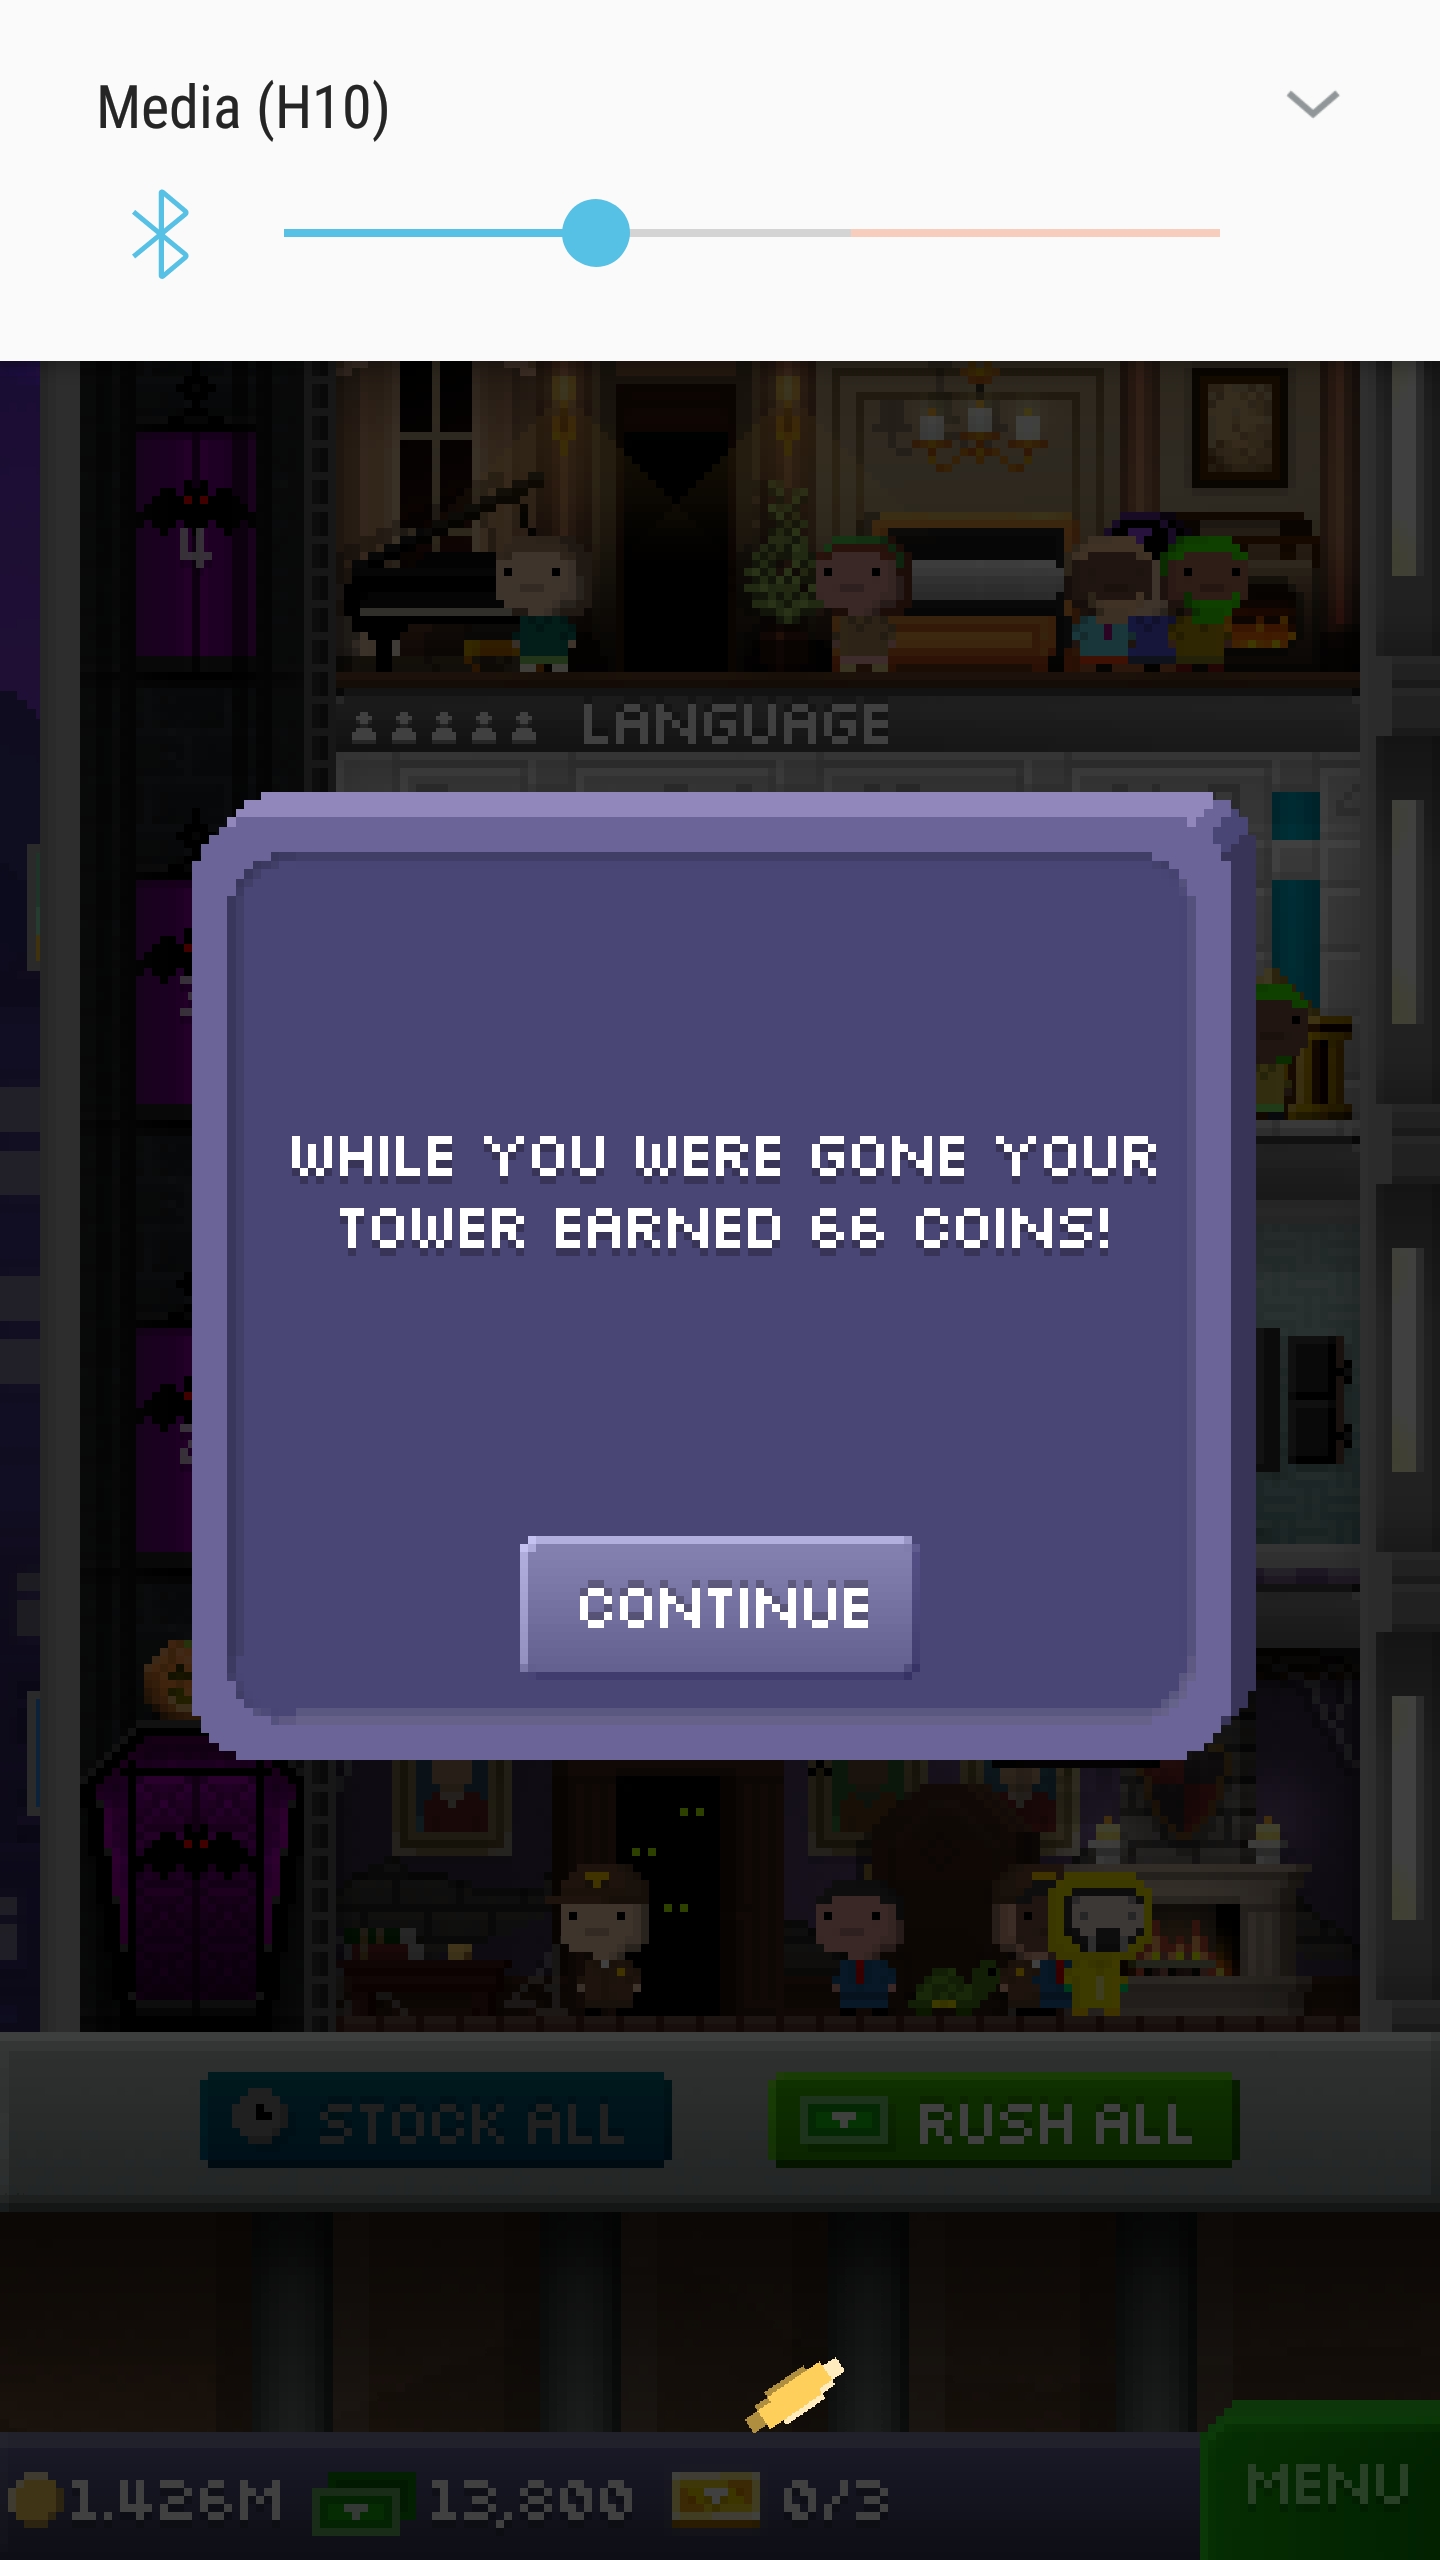 Media (H10)
4
LANGUAGE
WHILE YOU WERE GONE YOUR
TOWER EARNED 66 COINS!
CONTINUE
STOCK ALL
RUSH ALL
1.426M
13,800
0/3
MENU